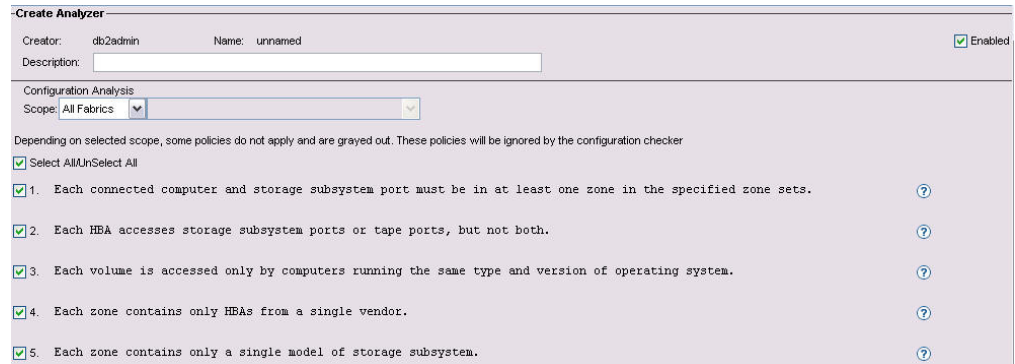 Create Analyzer
Creator: db2admin Name: unnamed Enabled
Description:
Configuration Analysis
Scope: All Fabrics
Depending on selected scope, some policies do not apply and are grayed out. These policies will be ignored by the configuration checker
Select All/UnSelect All
1. Each connected computer and storage subsystem port must be in at least one zone in the specified zone sets. ?
2. Each HBA accesses storage subsystem ports or tape ports, but not both. ?
3. Each volume is accessed only by computers running the same type and version of operating system. ?
4. Each zone contains only HBAs from a single vendor. ?
5. Each zone contains only a single model of storage subsystem. ?